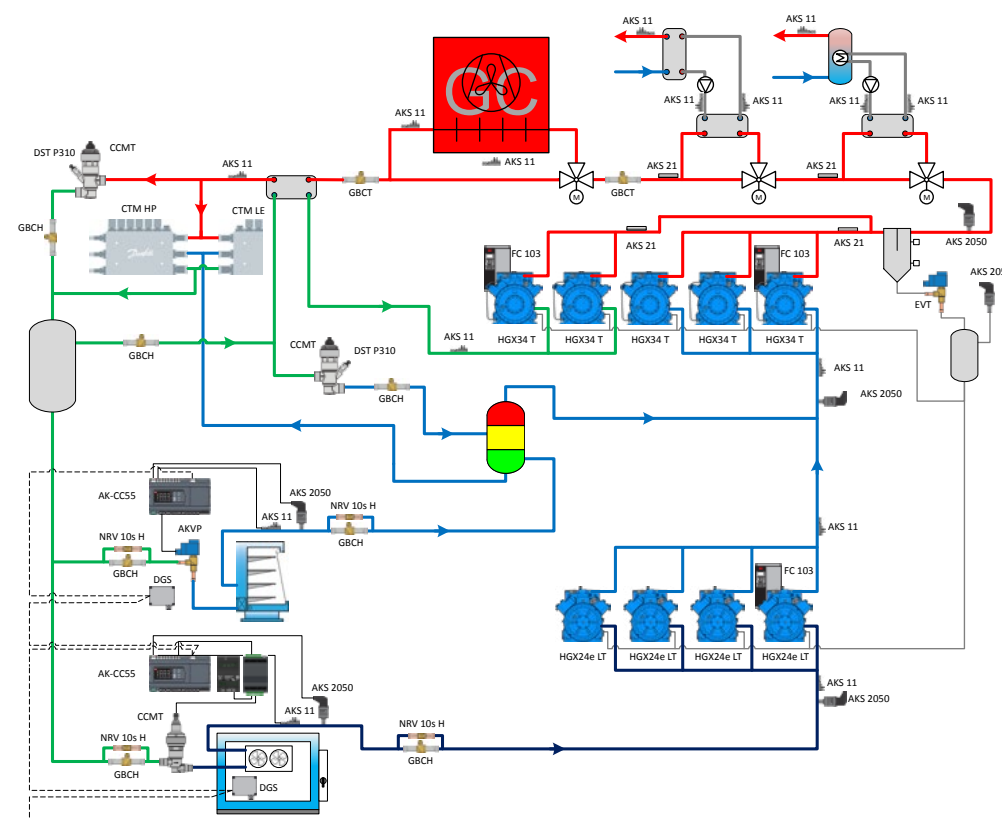 AKS 11
AKS 11
GC
AKS 11
AKS 11
AKS 11
AKS 11
AKS 11
AKS 11
DST P310
CCMT
AKS 11
AKS 21
AKS 21
GBCT
GBCT
M
M
M
GBCH
CTM HP
CTM LE
AKS 21
AKS 21
AKS 2050
FC 103
FC 103
EVT
HGX34 T
HGX34 T
HGX34 T
HGX34 T
HGX34 T
GBCH
CCMT
DST P310
AKS 11
GBCH
AKS 11
AKS 2050
AK-CC55
AKS 2050
AKS 11
NRV 10s H
GBCH
AKS 11
AKVP
NRV 10s H
GBCH
DGS
FC 103
HGX24e LT
HGX24e LT
HGX24e LT
HGX24e LT
AK-CC55
AKS 2050
AKS 11
AKS 11
AKS 2050
CCMT
NRV 10s H
GBCH
NRV 10s H
GBCH
DGS